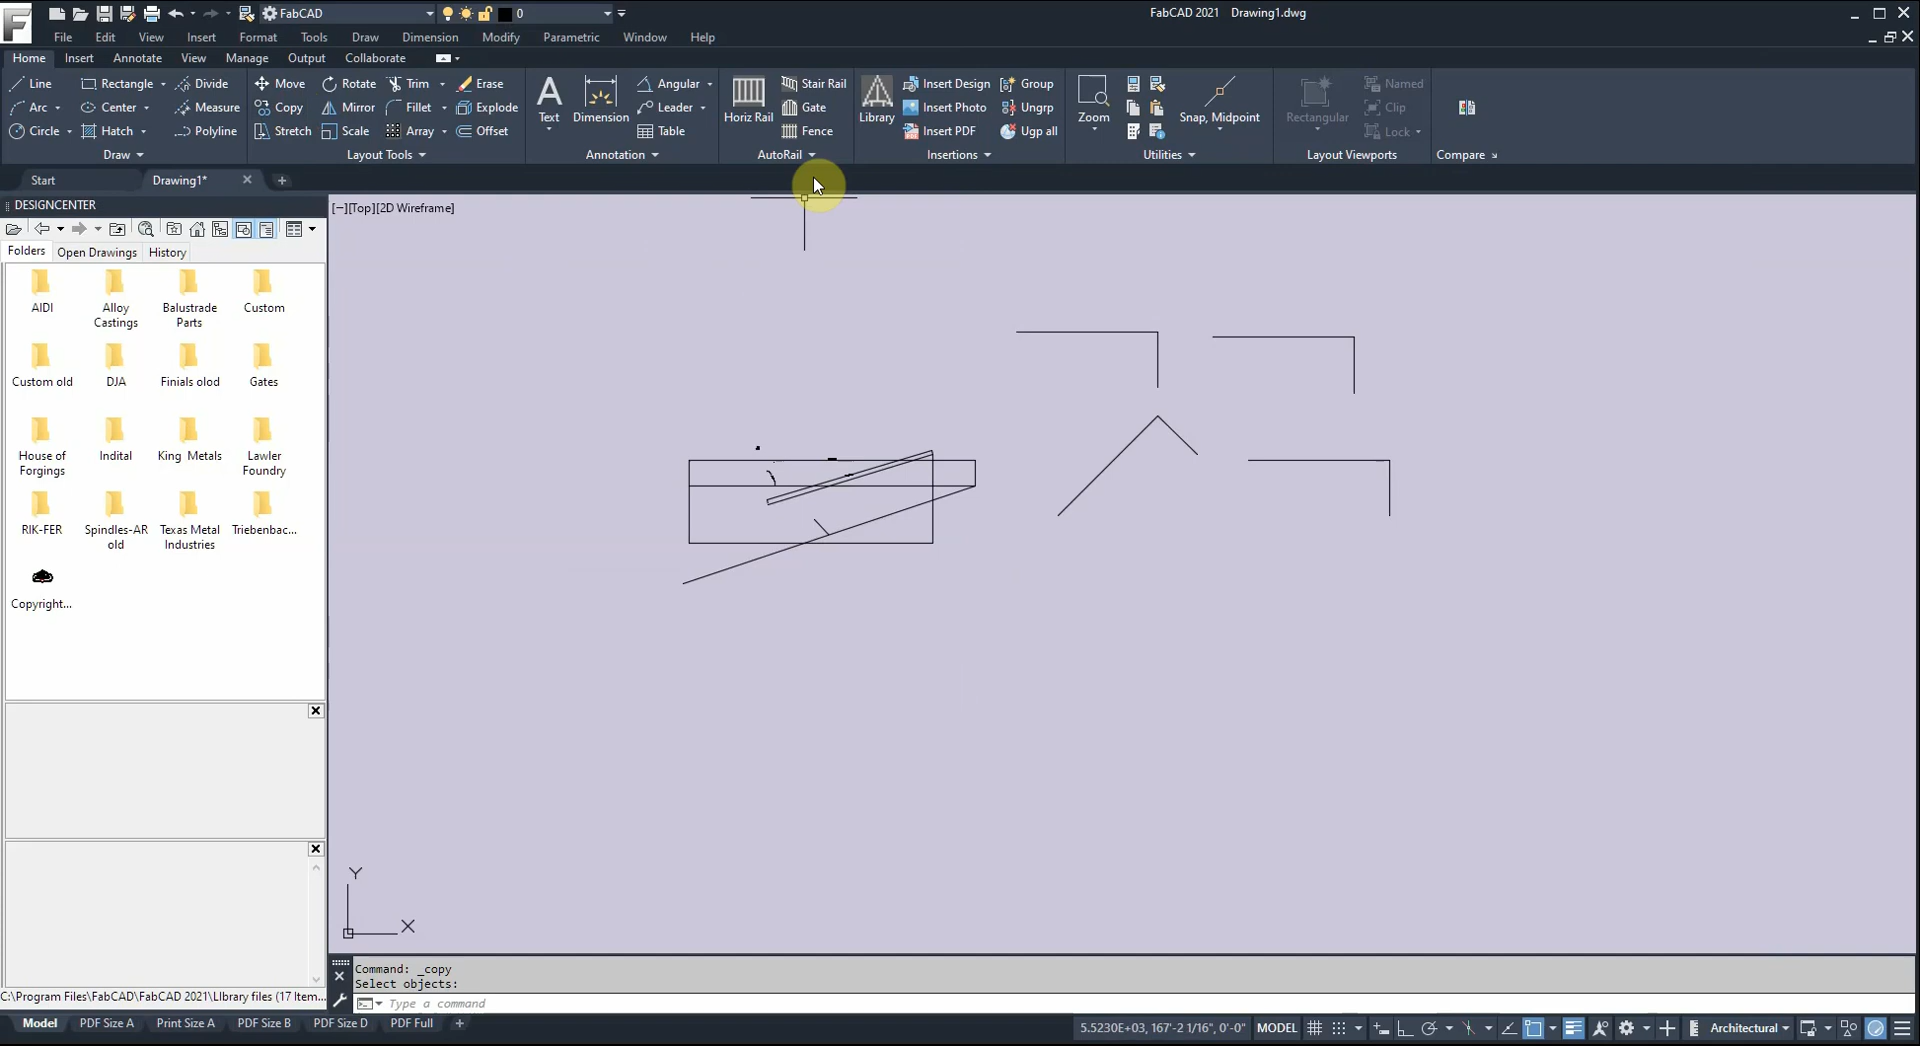 FabCAD 0 FabCAD 2021 Drawing1.dwg
File Edit View Insert Format Tools Draw Dimension Modify Parametric Window Help
Home Insert Annotate View Manage Output Collaborate
Line Rectangle Divide Move Rotate Trim Erase Angular Stair Rail Insert Design Group Named
Arc Center Measure Copy Mirror Fillet Explode Leader Gate Insert Photo Ungrp Clip
Text Dimension Horiz Rail Library Zoom Snap, Midpoint Rectangular
Circle Hatch Polyline Stretch Scale Array Offset Table Fence Insert PDF Ugp all Lock
Draw Layout Tools Annotation AutoRail Insertions Utilities Layout Viewports Compare
Start Drawing1*
DESIGNCENTER
[−][Top][2D Wireframe]
Folders Open Drawings History
AIDI Alloy Castings Balustrade Parts Custom
Custom old DJA Finials olod Gates
House of Forgings Indital King Metals Lawler Foundry
RIK-FER Spindles-AR old Texas Metal Industries Triebenbac...
Copyright...
Y
X
Command: _copy
Select objects:
Type a command
C:\Program Files\FabCAD\FabCAD 2021\LIbrary files (17 Item...
Model PDF Size A Print Size A PDF Size B PDF Size D PDF Full
5.5230E+03, 167'-2 1/16", 0'-0" MODEL Architectural